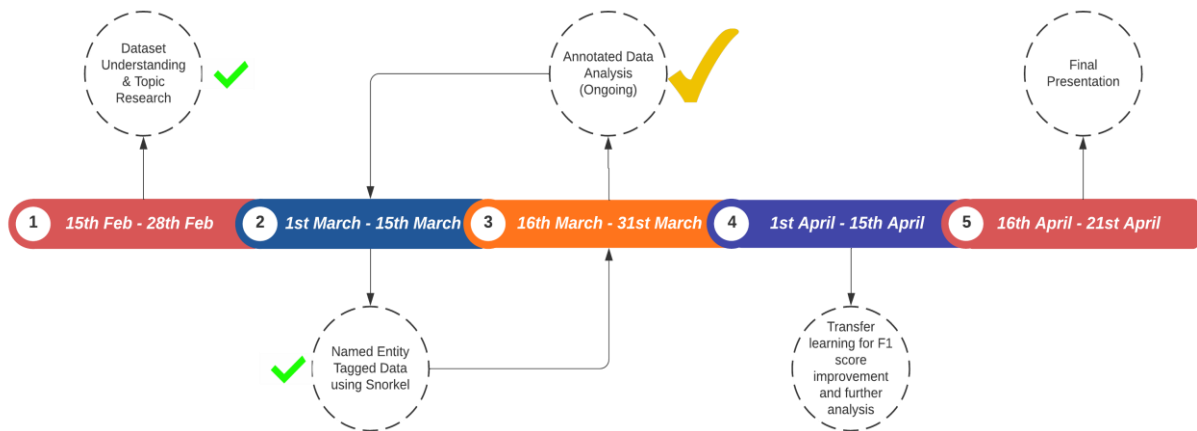 Dataset
Understanding
& Topic
Research
Annotated Data
Analysis
(Ongoing)
Final
Presentation
1 15th Feb - 28th Feb
2 1st March - 15th March
3 16th March - 31st March
4 1st April - 15th April
5 16th April - 21st April
Named Entity
Tagged Data
using Snorkel
Transfer
learning for F1
score
improvement
and further
analysis